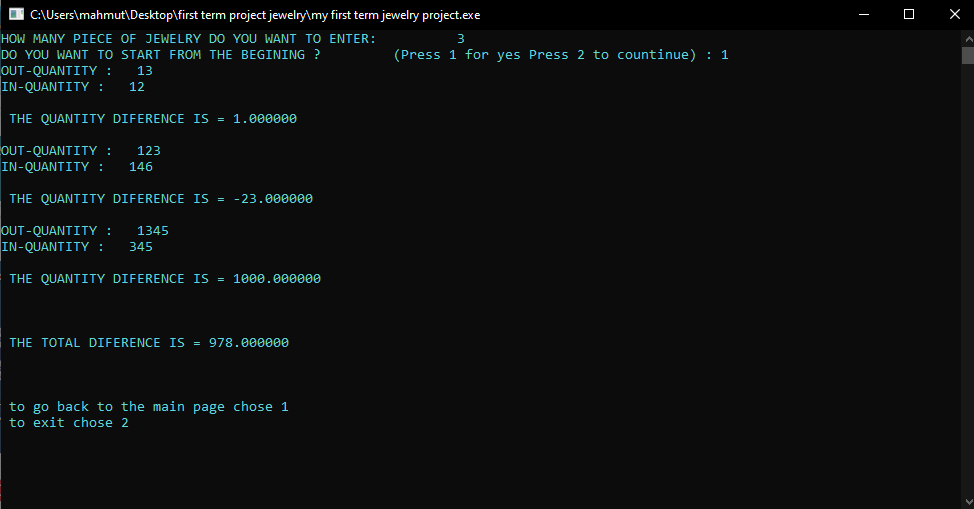 C:\Users\mahmut\Desktop\first term project jewelry\my first term jewelry project.exe
HOW MANY PIECE OF JEWELRY DO YOU WANT TO ENTER: 3
DO YOU WANT TO START FROM THE BEGINING ? (Press 1 for yes Press 2 to countinue) : 1
OUT-QUANTITY : 13
IN-QUANTITY : 12
THE QUANTITY DIFERENCE IS = 1.000000
OUT-QUANTITY : 123
IN-QUANTITY : 146
THE QUANTITY DIFERENCE IS = -23.000000
OUT-QUANTITY : 1345
IN-QUANTITY : 345
THE QUANTITY DIFERENCE IS = 1000.000000
THE TOTAL DIFERENCE IS = 978.000000
to go back to the main page chose 1
to exit chose 2